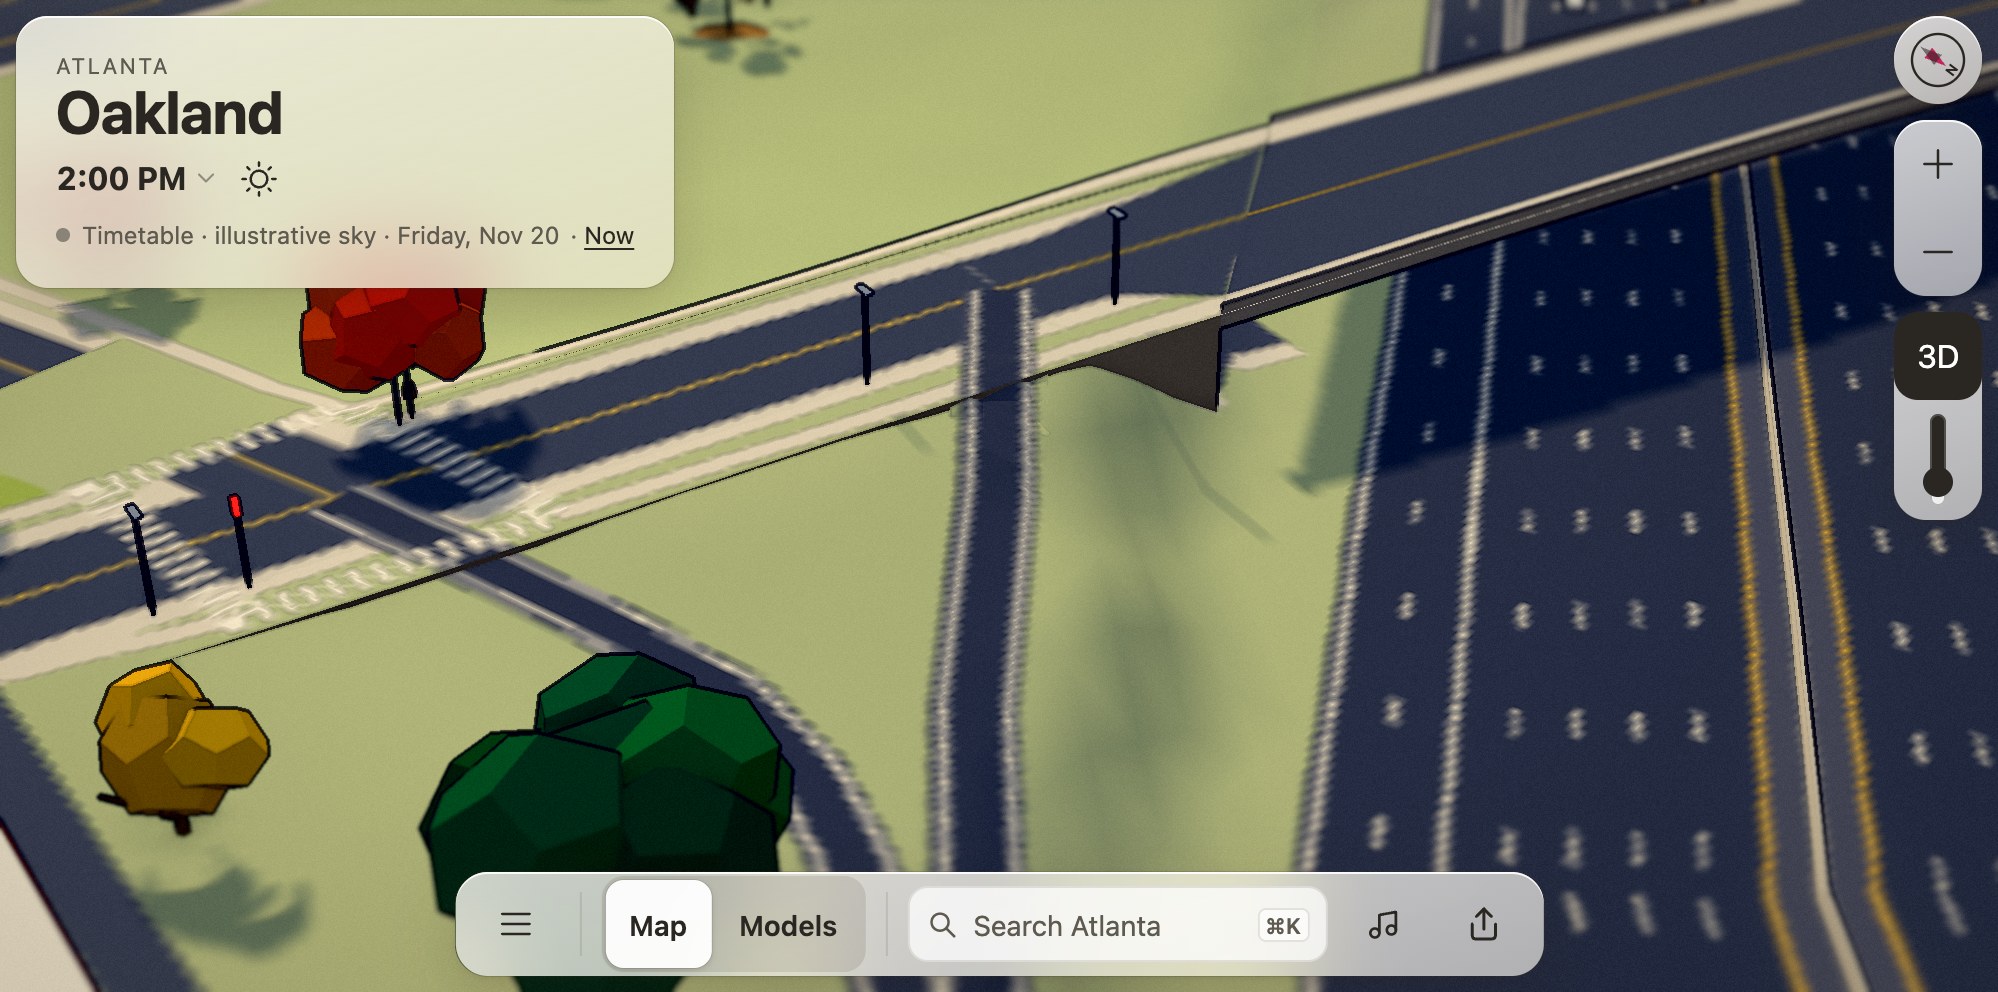 ATLANTA
Oakland
2:00 PM
Timetable · illustrative sky · Friday, Nov 20 · Now
N
3D
Map
Models
Search Atlanta
⌘K